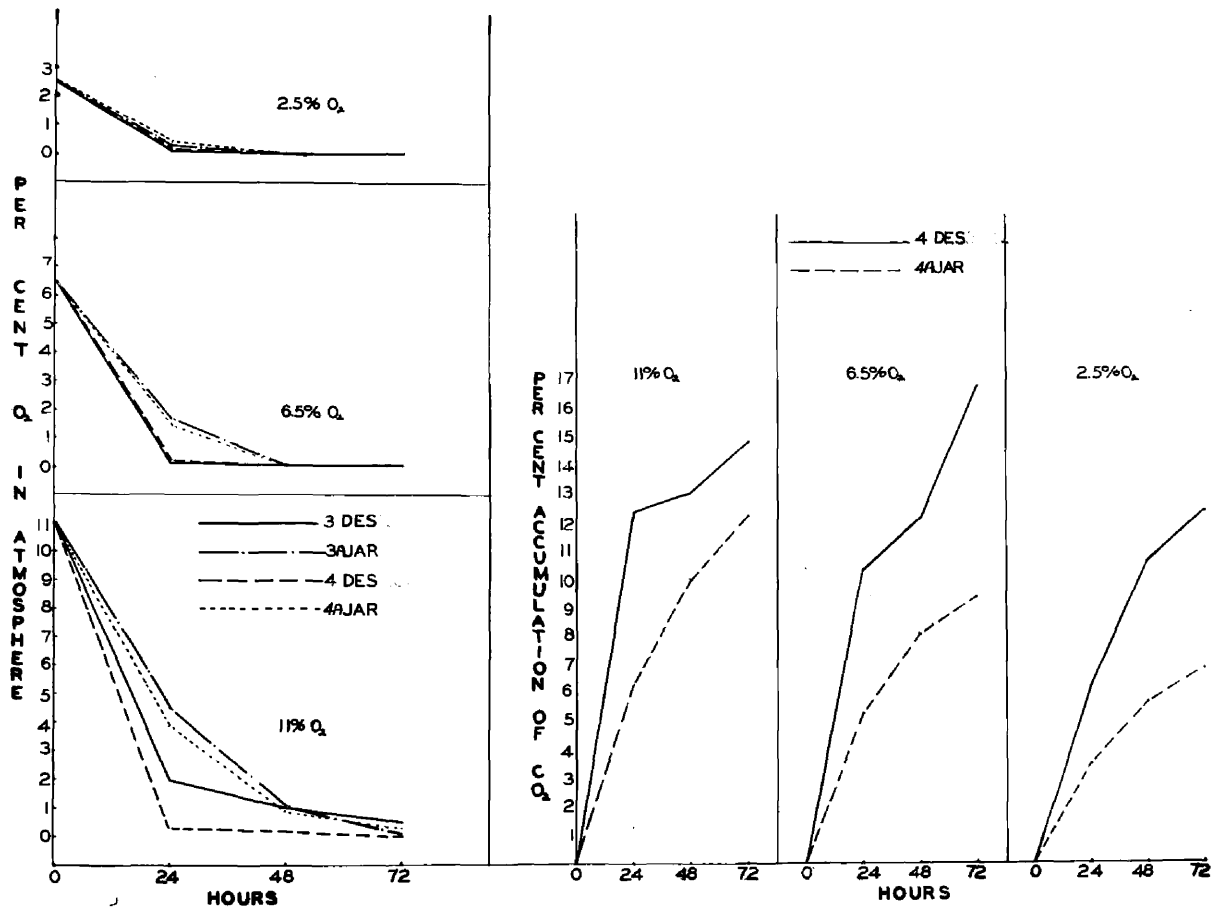 3
2
1
0
2.5% O₂
7
6
5
4
3
2
1
0
6.5% O₂
11
10
9
8
7
6
5
4
3
2
1
0
3 DES
3AJAR
4 DES
4AJAR
11% O₂
PER CENT O₂ IN ATMOSPHERE
0 24 48 72
HOURS
4 DES
4AJAR
PER CENT ACCUMULATION OF CO₂
17
16
15
14
13
12
11
10
9
8
7
6
5
4
3
2
1
11% O₂
6.5% O₂
2.5% O₂
0 24 48 72 0 24 48 72 0 24 48 72
HOURS